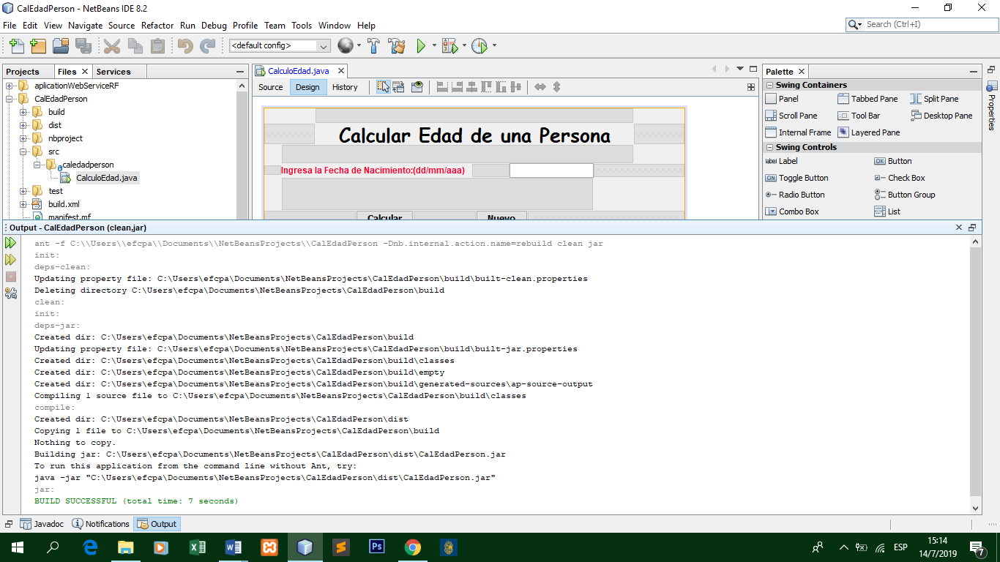 CalEdadPerson - NetBeans IDE 8.2
File Edit View Navigate Source Refactor Run Debug Profile Team Tools Window Help
Search (Ctrl+I)
<default config>
Projects Files Services
aplicationWebServiceRF
CalEdadPerson
build
dist
nbproject
src
caledadperson
CalculoEdad.java
test
build.xml
manifest.mf
CalculoEdad.java
Source Design History
Calcular Edad de una Persona
Ingresa la Fecha de Nacimiento:(dd/mm/aaa)
Calcular Nuevo
Palette
Swing Containers
Panel Tabbed Pane Split Pane
Scroll Pane Tool Bar Desktop Pane
Internal Frame Layered Pane
Swing Controls
label Label OK Button
ON Toggle Button Check Box
Radio Button Button Group
Combo Box List
Properties
Output - CalEdadPerson (clean,jar)
ant -f C:\\Users\\efcpa\\Documents\\NetBeansProjects\\CalEdadPerson -Dnb.internal.action.name=rebuild clean jar
init:
deps-clean:
Updating property file: C:\Users\efcpa\Documents\NetBeansProjects\CalEdadPerson\build\built-clean.properties
Deleting directory C:\Users\efcpa\Documents\NetBeansProjects\CalEdadPerson\build
clean:
init:
deps-jar:
Created dir: C:\Users\efcpa\Documents\NetBeansProjects\CalEdadPerson\build
Updating property file: C:\Users\efcpa\Documents\NetBeansProjects\CalEdadPerson\build\built-jar.properties
Created dir: C:\Users\efcpa\Documents\NetBeansProjects\CalEdadPerson\build\classes
Created dir: C:\Users\efcpa\Documents\NetBeansProjects\CalEdadPerson\build\empty
Created dir: C:\Users\efcpa\Documents\NetBeansProjects\CalEdadPerson\build\generated-sources\ap-source-output
Compiling 1 source file to C:\Users\efcpa\Documents\NetBeansProjects\CalEdadPerson\build\classes
compile:
Created dir: C:\Users\efcpa\Documents\NetBeansProjects\CalEdadPerson\dist
Copying 1 file to C:\Users\efcpa\Documents\NetBeansProjects\CalEdadPerson\build
Nothing to copy.
Building jar: C:\Users\efcpa\Documents\NetBeansProjects\CalEdadPerson\dist\CalEdadPerson.jar
To run this application from the command line without Ant, try:
java -jar "C:\Users\efcpa\Documents\NetBeansProjects\CalEdadPerson\dist\CalEdadPerson.jar"
jar:
BUILD SUCCESSFUL (total time: 7 seconds)
Javadoc Notifications Output
Ps
ESP
15:14
14/7/2019
7